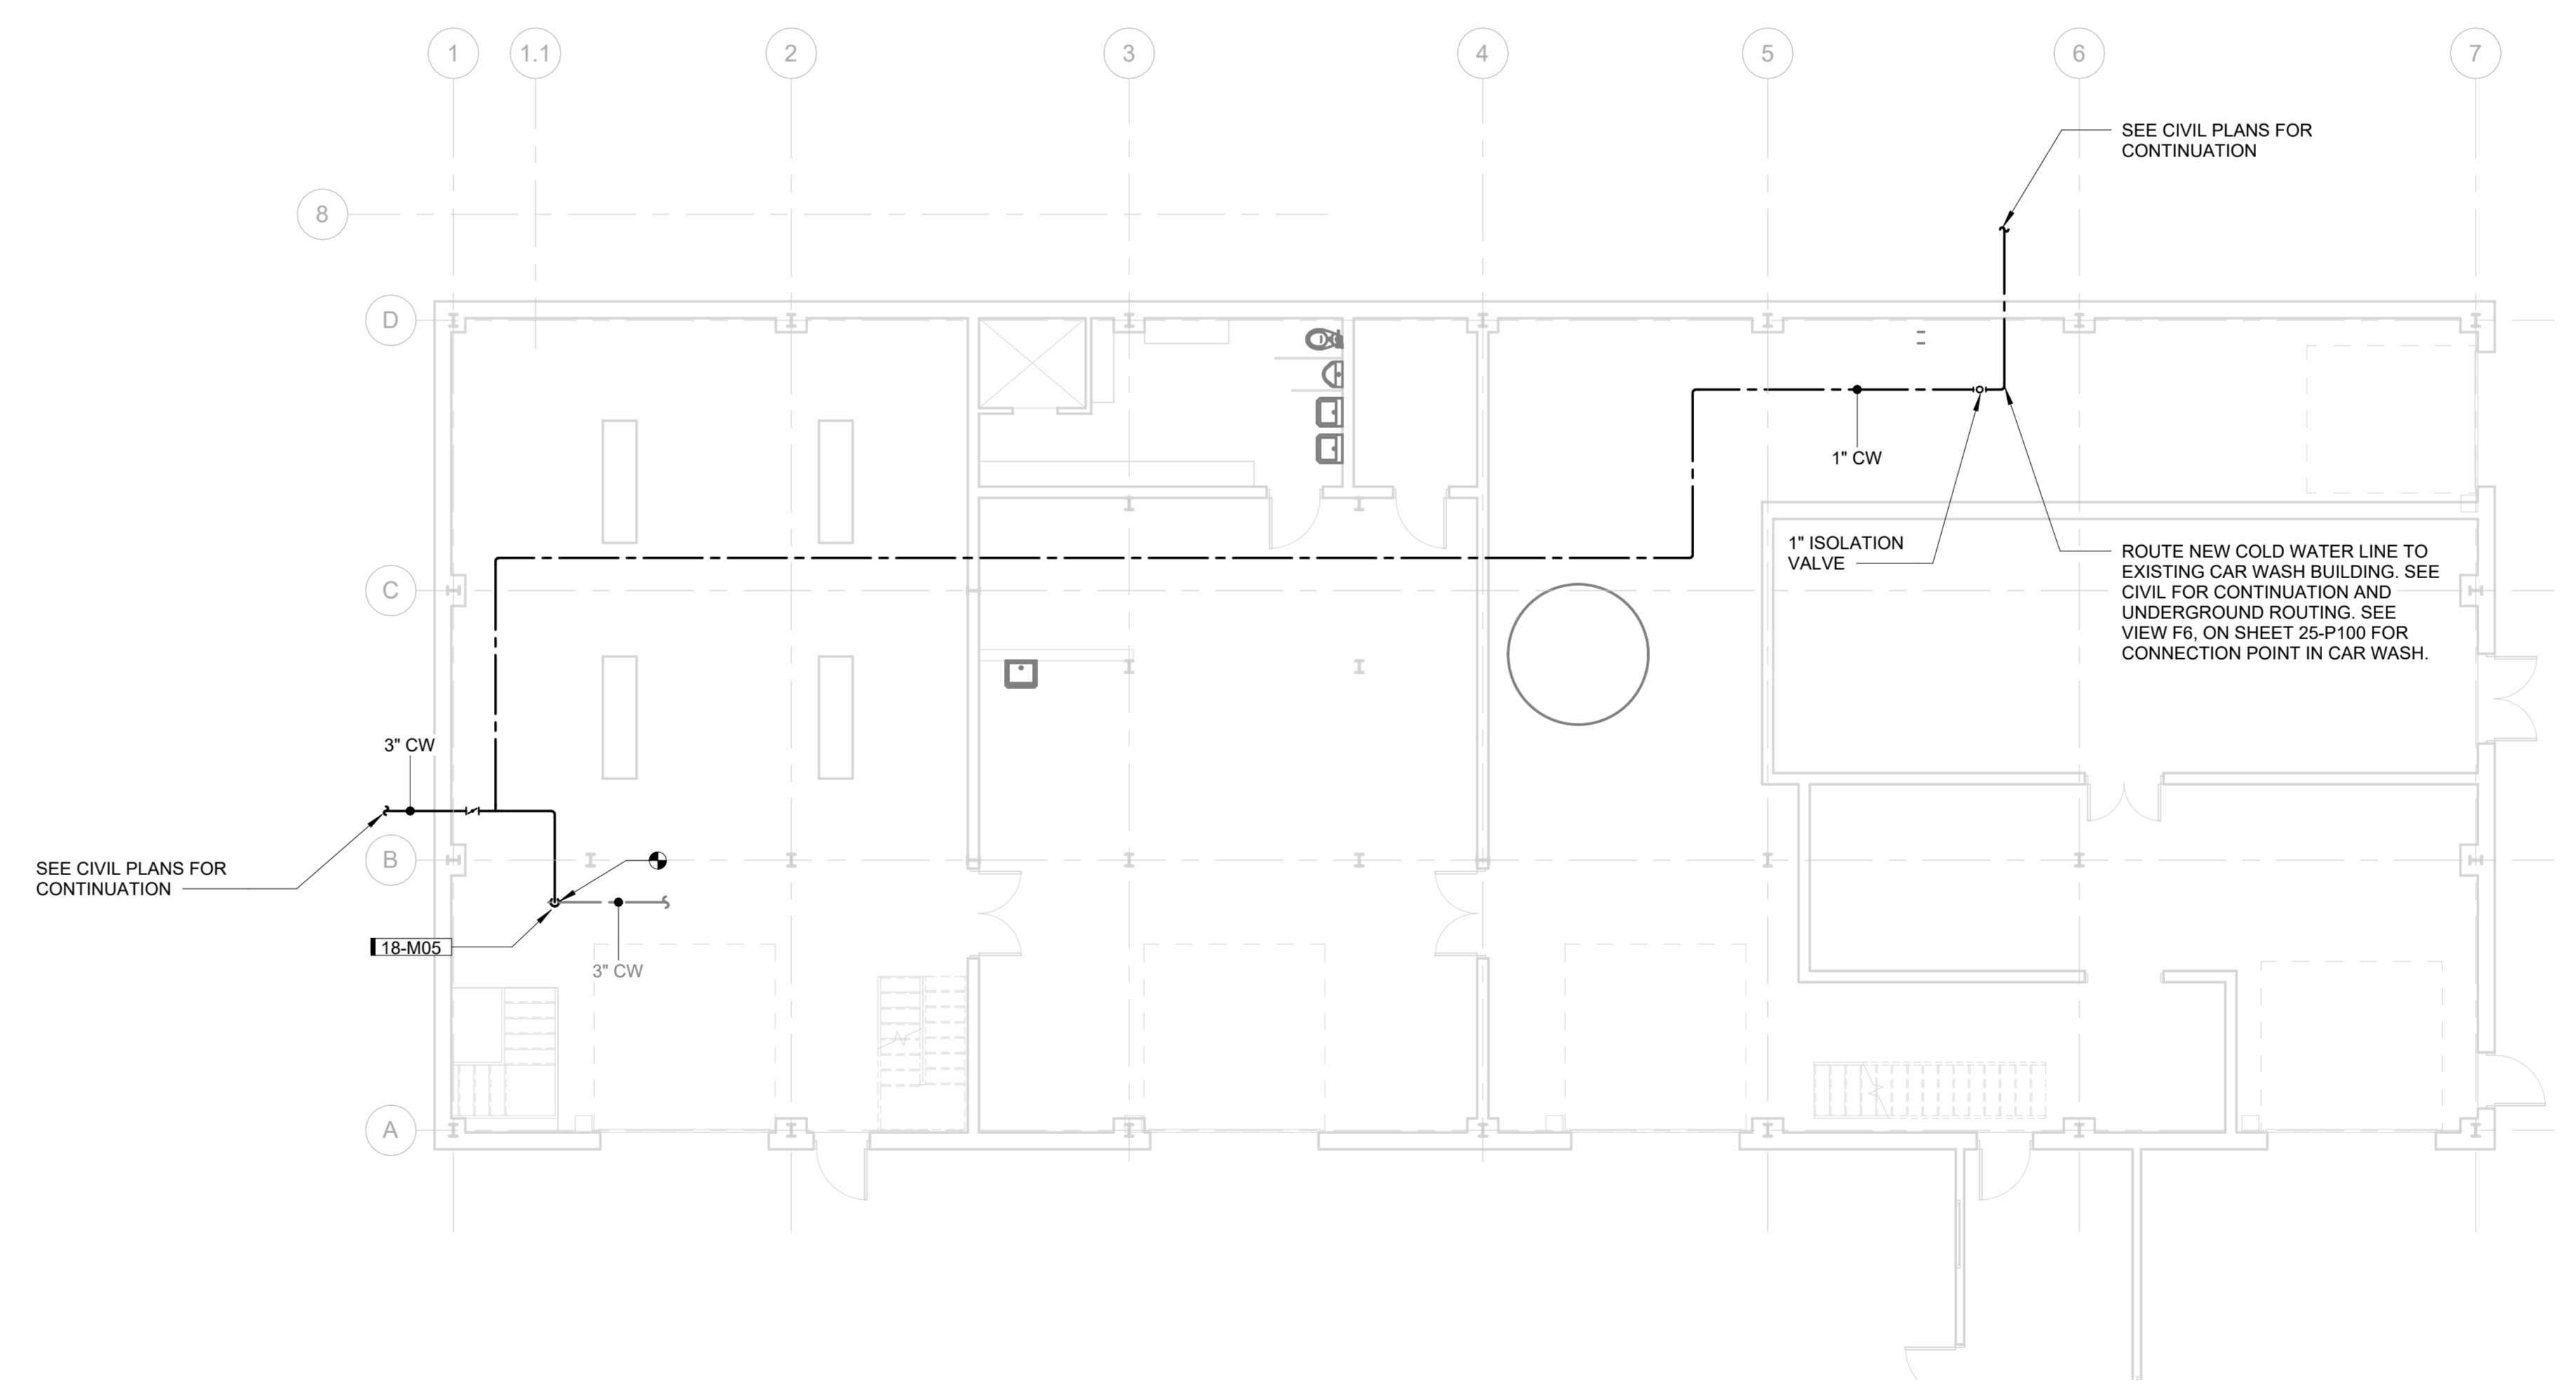 1
1.1
2
3
4
5
6
7
SEE CIVIL PLANS FOR
CONTINUATION
8
D
1" CW
1" ISOLATION
VALVE
ROUTE NEW COLD WATER LINE TO
EXISTING CAR WASH BUILDING. SEE
CIVIL FOR CONTINUATION AND
UNDERGROUND ROUTING. SEE
VIEW F6, ON SHEET 25-P100 FOR
CONNECTION POINT IN CAR WASH.
C
3" CW
B
SEE CIVIL PLANS FOR
CONTINUATION
18-M05
3" CW
A